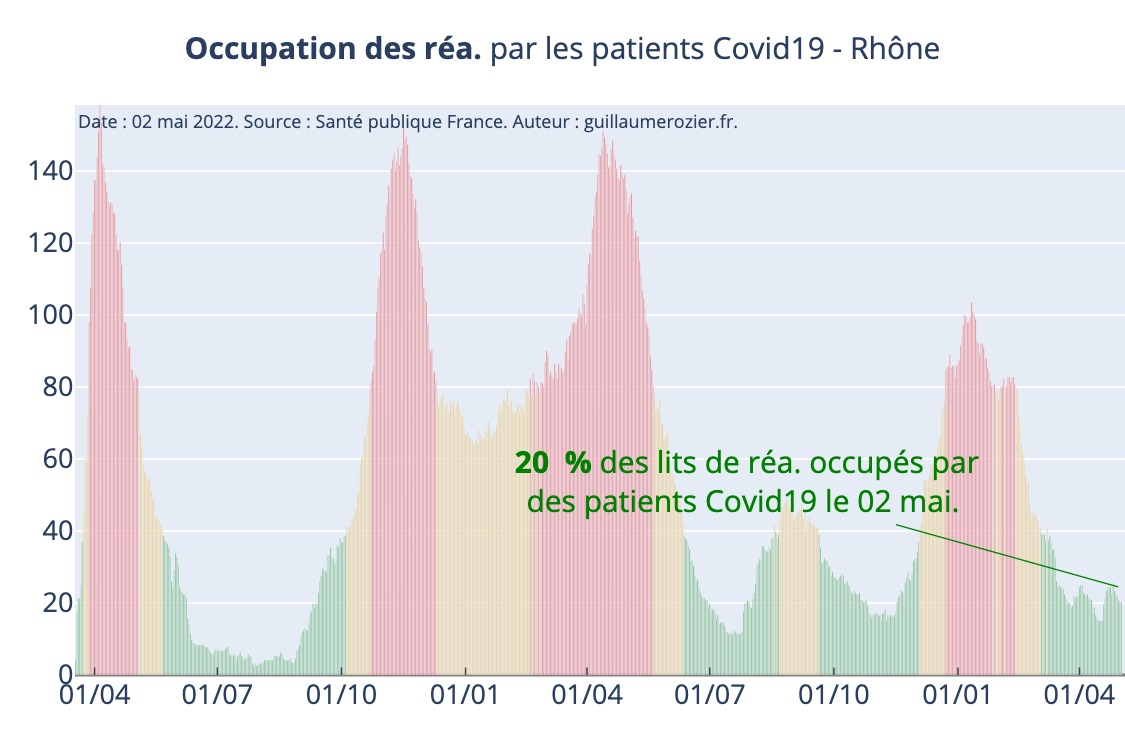 Occupation des réa. par les patients Covid19 - Rhône
Date : 02 mai 2022. Source : Santé publique France. Auteur : guillaumerozier.fr.
140
120
100
80
60
40
20
0
20  % des lits de réa. occupés par
des patients Covid19 le 02 mai.
01/04 01/07 01/10 01/01 01/04 01/07 01/10 01/01 01/04